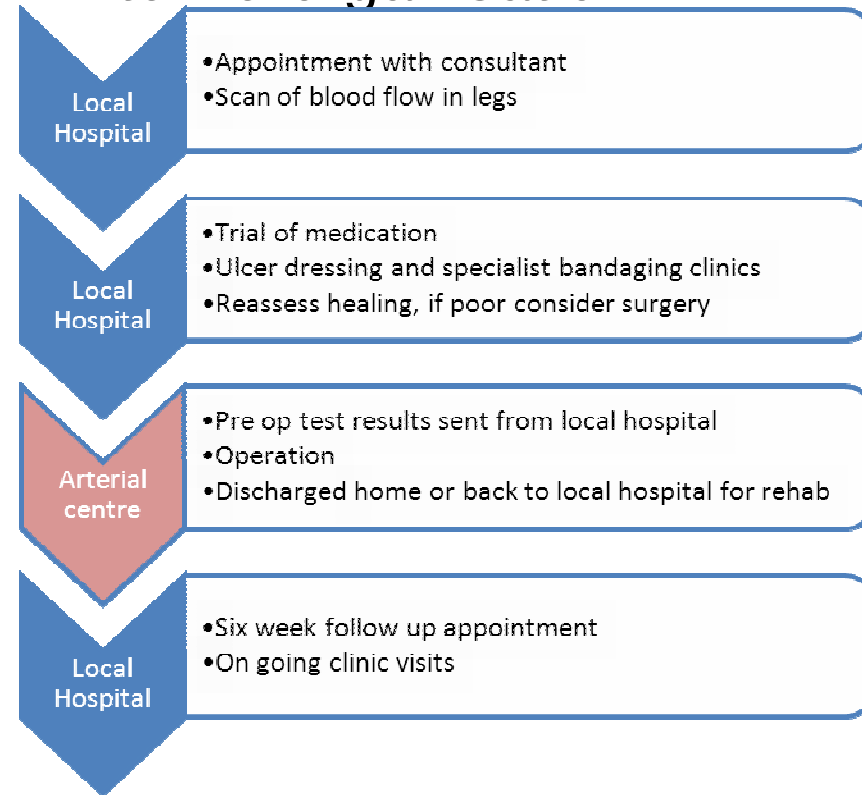 Local
Hospital
•Appointment with consultant
•Scan of blood flow in legs
Local
Hospital
•Trial of medication
•Ulcer dressing and specialist bandaging clinics
•Reassess healing, if poor consider surgery
Arterial
centre
•Pre op test results sent from local hospital
•Operation
•Discharged home or back to local hospital for rehab
Local
Hospital
•Six week follow up appointment
•On going clinic visits